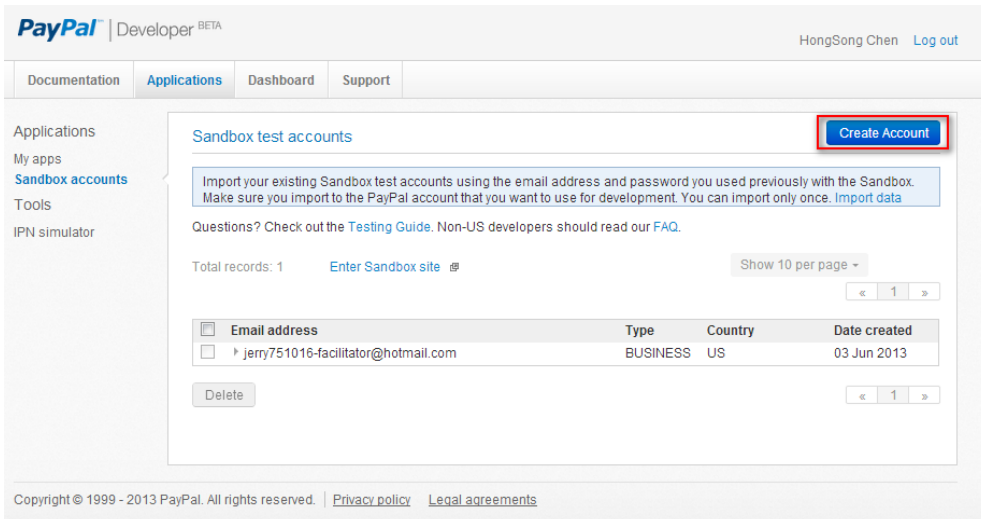 PayPal™ | Developer BETA
HongSong Chen Log out
Documentation Applications Dashboard Support
Applications
My apps
Sandbox accounts
Tools
IPN simulator
Sandbox test accounts
Create Account
Import your existing Sandbox test accounts using the email address and password you used previously with the Sandbox.
Make sure you import to the PayPal account that you want to use for development. You can import only once. Import data
Questions? Check out the Testing Guide. Non-US developers should read our FAQ.
Total records: 1 Enter Sandbox site Show 10 per page
« 1 »
Email address Type Country Date created
jerry751016-facilitator@hotmail.com BUSINESS US 03 Jun 2013
Delete
« 1 »
Copyright © 1999 - 2013 PayPal. All rights reserved. | Privacy policy Legal agreements